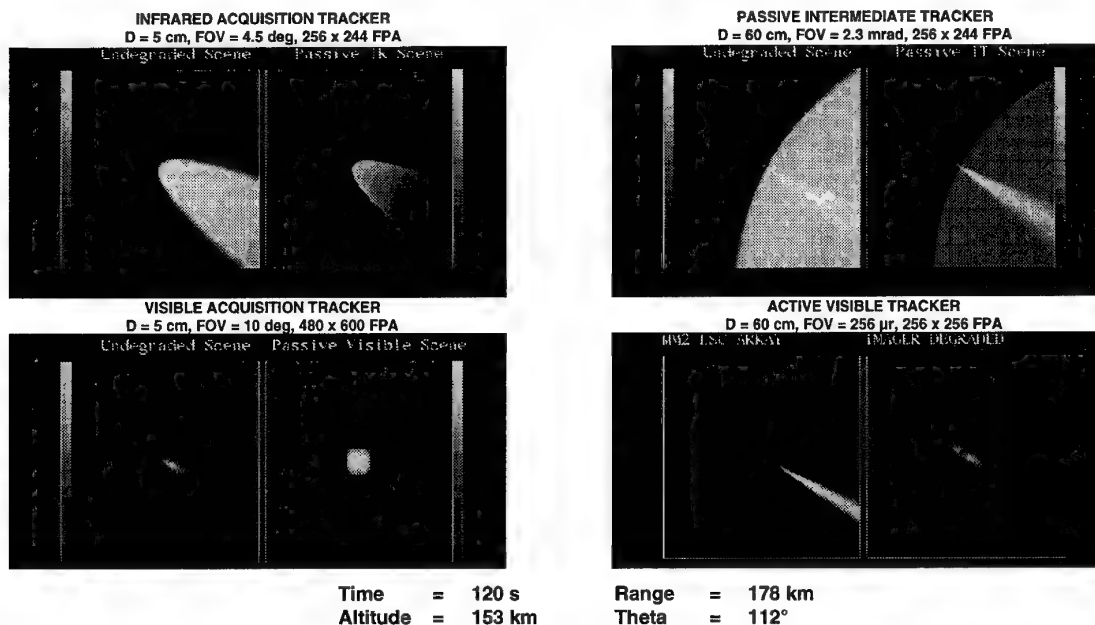 INFRARED ACQUISITION TRACKER
D = 5 cm, FOV = 4.5 deg, 256 x 244 FPA
Undegraded Scene Passive IR Scene
PASSIVE INTERMEDIATE TRACKER
D = 60 cm, FOV = 2.3 mrad, 256 x 244 FPA
Undegraded Scene Passive IT Scene
VISIBLE ACQUISITION TRACKER
D = 5 cm, FOV = 10 deg, 480 x 600 FPA
Undegraded Scene Passive Visible Scene
ACTIVE VISIBLE TRACKER
D = 60 cm, FOV = 256 µr, 256 x 256 FPA
MM2 LSC ARRAY IMAGER DEGRADED
Time = 120 s
Altitude = 153 km
Range = 178 km
Theta = 112°